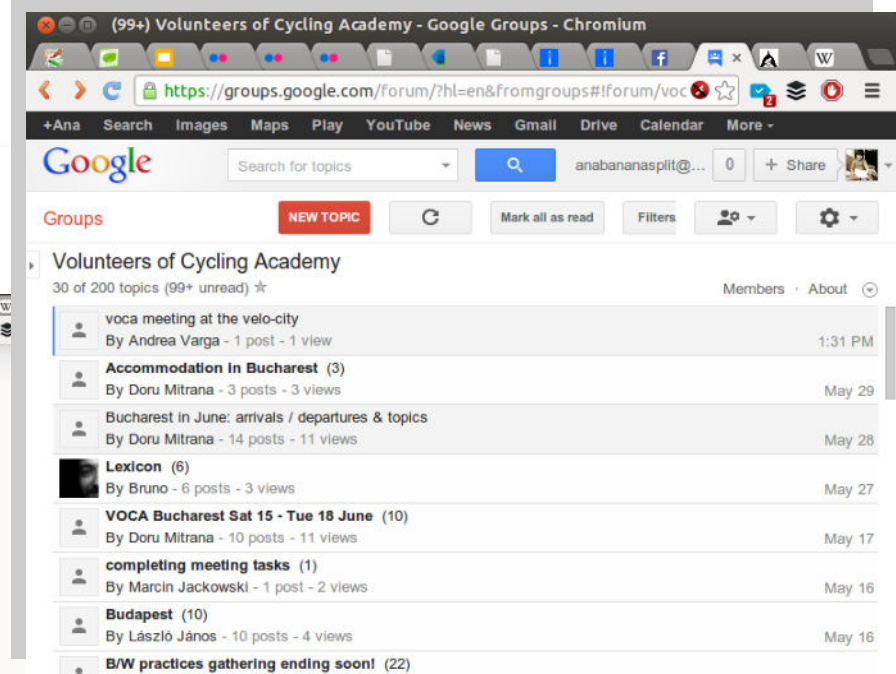 (99+) Volunteers of Cycling Academy - Google Groups - Chromium
https://groups.google.com/forum/?hl=en&fromgroups#!forum/voc
2
+Ana Search Images Maps Play YouTube News Gmail Drive Calendar More
Google Search for topics anabananasplit@... 0 + Share
Groups NEW TOPIC Mark all as read Filters
Volunteers of Cycling Academy
30 of 200 topics (99+ unread)
Members · About
voca meeting at the velo-city
By Andrea Varga - 1 post - 1 view 1:31 PM
Accommodation in Bucharest (3)
By Doru Mitrana - 3 posts - 3 views May 29
Bucharest in June: arrivals / departures & topics
By Doru Mitrana - 14 posts - 11 views May 28
Lexicon (6)
By Bruno - 6 posts - 3 views May 27
VOCA Bucharest Sat 15 - Tue 18 June (10)
By Doru Mitrana - 10 posts - 11 views May 17
completing meeting tasks (1)
By Marcin Jackowski - 1 post - 2 views May 16
Budapest (10)
By László János - 10 posts - 4 views May 16
B/W practices gathering ending soon! (22)